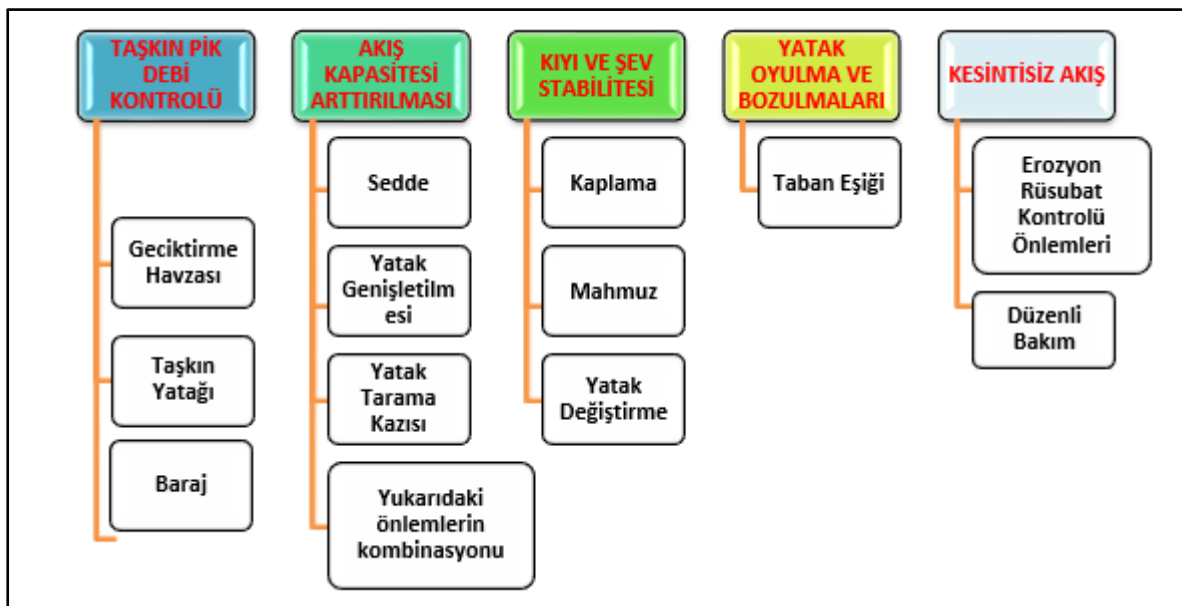 TAŞKIN PİK
DEBİ
KONTROLÜ
Geciktirme
Havzası
Taşkın
Yatağı
Baraj
AKIŞ
KAPASİTESİ
ARTTIRILMASI
Sedde
Yatak
Genişletilm
esi
Yatak
Tarama
Kazısı
Yukarıdaki
önlemlerin
kombinasyonu
KIYI VE ŞEV
STABİLİTESİ
Kaplama
Mahmuz
Yatak
Değiştirme
YATAK
OYULMA VE
BOZULMALARI
Taban Eşiği
KESİNTİSİZ AKIŞ
Erozyon
Rüsubat
Kontrolü
Önlemleri
Düzenli
Bakım